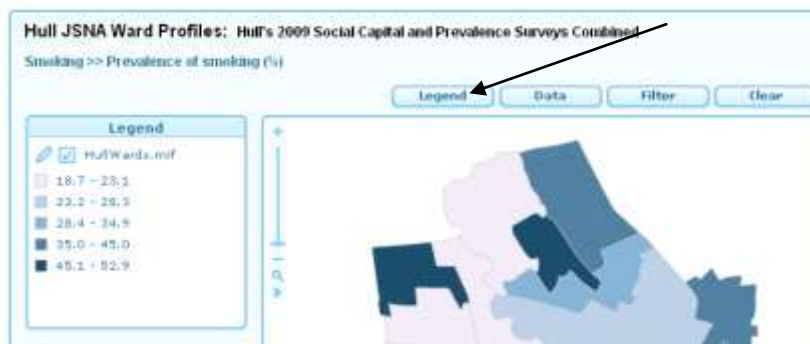 Hull JSNA Ward Profiles: Hull's 2009 Social Capital and Prevalence Surveys Combined
Smoking >> Prevalence of smoking (%)
Legend Data Filter Clear
Legend
HullWards.mif
18.7 - 23.1
23.2 - 28.3
28.4 - 34.9
35.0 - 45.0
45.1 - 52.9